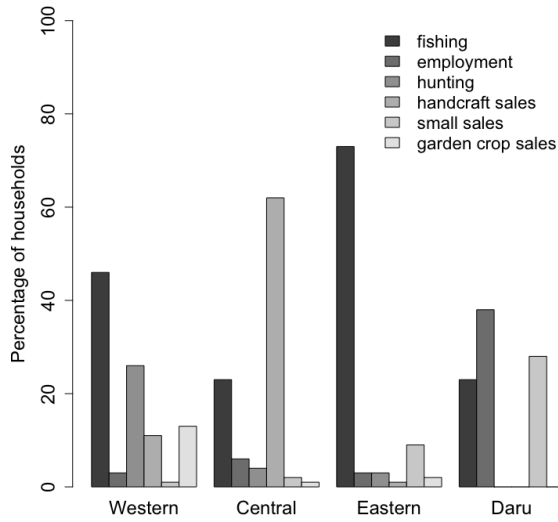 Percentage of households
100
80
60
40
20
0
fishing
employment
hunting
handcraft sales
small sales
garden crop sales
Western Central Eastern Daru